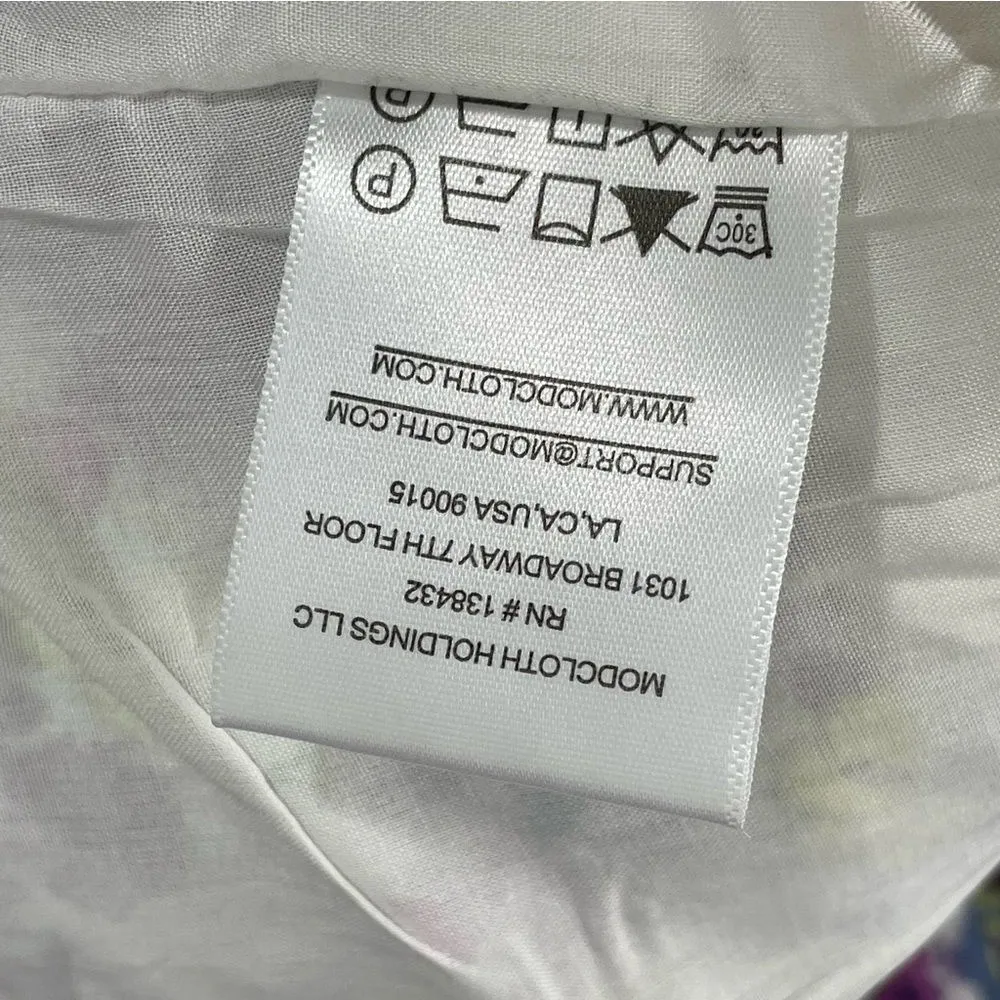 MODCLOTH HOLDINGS LLC
RN # 138432
1031 BROADWAY 7TH FLOOR
LA,CA,USA 90015
SUPPORT@MODCLOTH.COM
WWW.MODCLOTH.COM
30C P